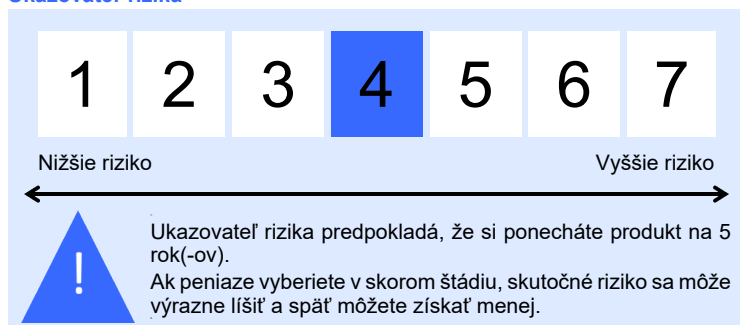 1 2 3 4 5 6 7
Nižšie riziko Vyššie riziko
!
Ukazovateľ rizika predpokladá, že si ponecháte produkt na 5
rok(-ov).
Ak peniaze vyberiete v skorom štádiu, skutočné riziko sa môže
výrazne líšiť a späť môžete získať menej.